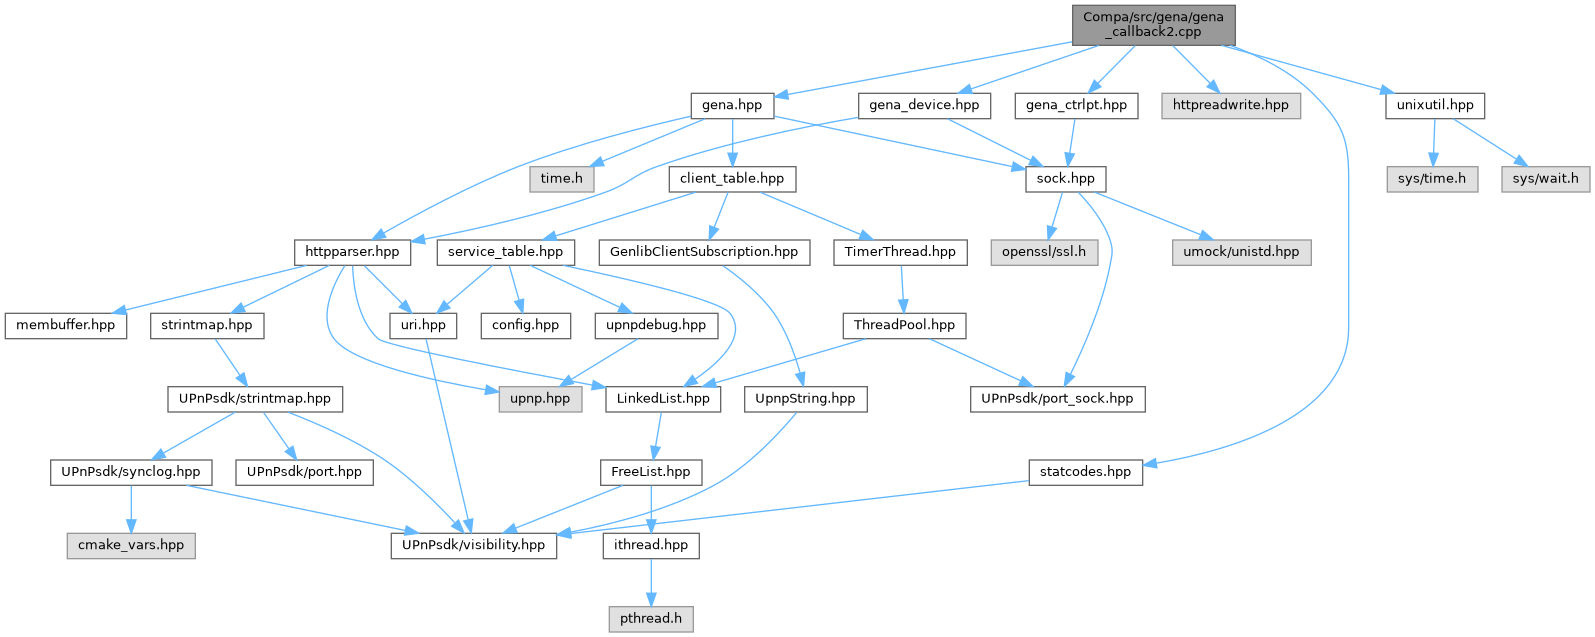 Compa/src/gena/gena
_callback2.cpp
gena.hpp
gena_device.hpp
gena_ctrlpt.hpp
httpreadwrite.hpp
unixutil.hpp
time.h
client_table.hpp
sock.hpp
sys/time.h
sys/wait.h
httpparser.hpp
service_table.hpp
GenlibClientSubscription.hpp
TimerThread.hpp
openssl/ssl.h
umock/unistd.hpp
membuffer.hpp
strintmap.hpp
uri.hpp
config.hpp
upnpdebug.hpp
ThreadPool.hpp
UPnPsdk/strintmap.hpp
upnp.hpp
LinkedList.hpp
UpnpString.hpp
UPnPsdk/port_sock.hpp
UPnPsdk/synclog.hpp
UPnPsdk/port.hpp
FreeList.hpp
statcodes.hpp
cmake_vars.hpp
UPnPsdk/visibility.hpp
ithread.hpp
pthread.h